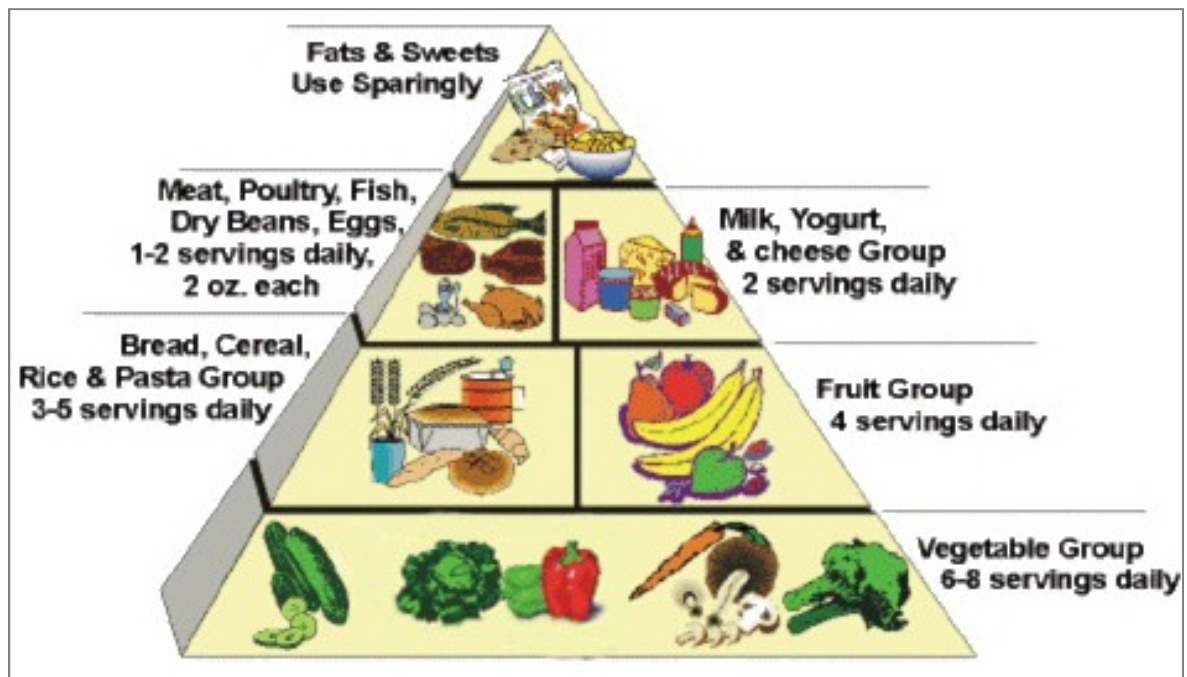 Fats & Sweets
Use Sparingly
Meat, Poultry, Fish,
Dry Beans, Eggs,
1-2 servings daily,
2 oz. each
Milk, Yogurt,
& cheese Group
2 servings daily
Bread, Cereal,
Rice & Pasta Group
3-5 servings daily
Fruit Group
4 servings daily
Vegetable Group
6-8 servings daily